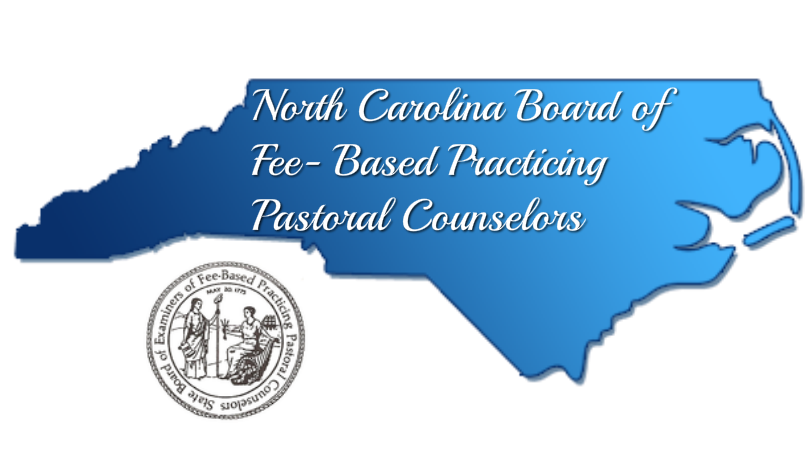 North Carolina Board of
Fee- Based Practicing
Pastoral Counselors
State Board of Examiners of Fee-Based Practicing Pastoral Counselors
MAY 20, 1775